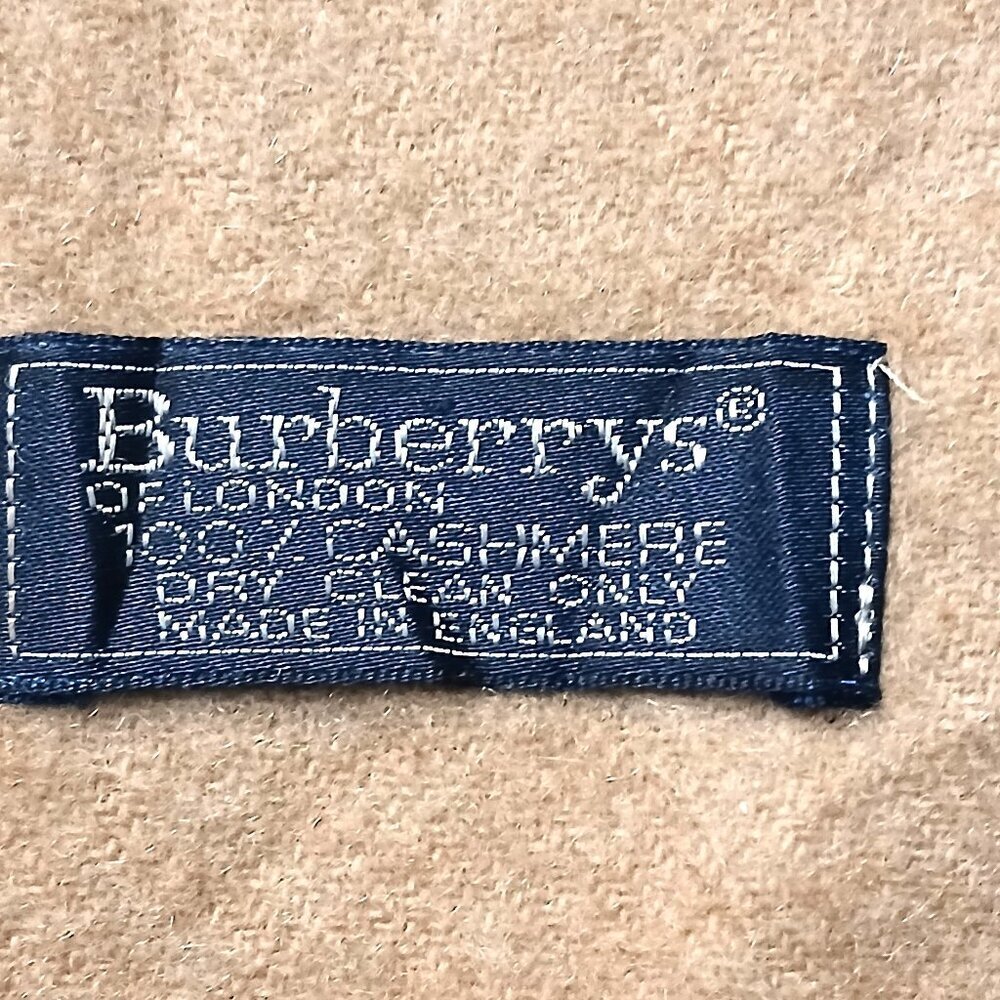 Burberrys®
OF LONDON
100% CASHMERE
DRY CLEAN ONLY
MADE IN ENGLAND